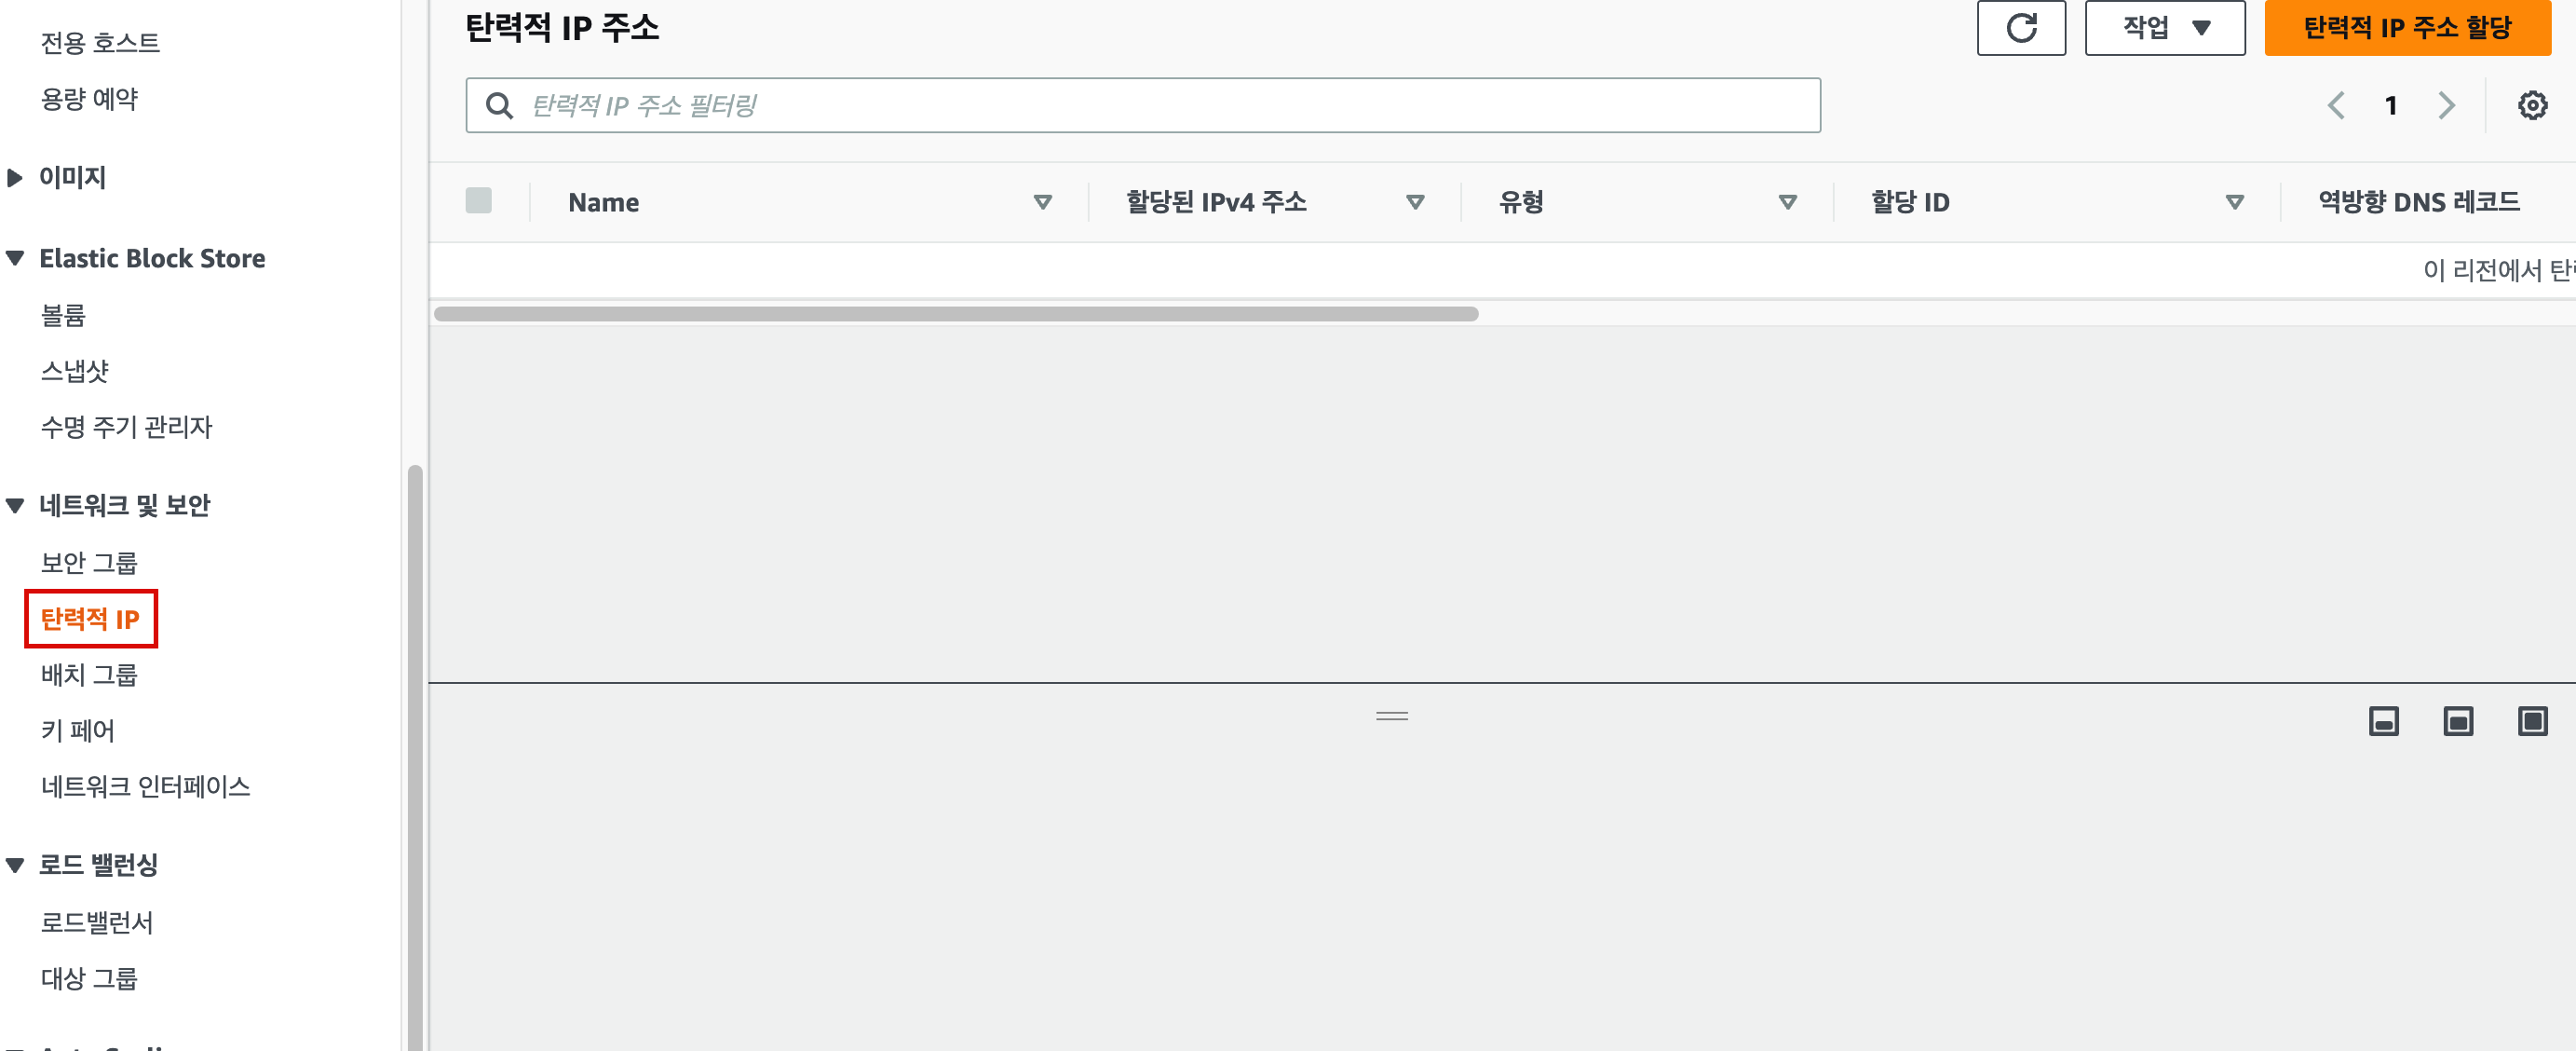 전용 호스트
용량 예약
이미지
Elastic Block Store
볼륨
스냅샷
수명 주기 관리자
네트워크 및 보안
보안 그룹
탄력적 IP
배치 그룹
키 페어
네트워크 인터페이스
로드 밸런싱
로드밸런서
대상 그룹
탄력적 IP 주소
작업
탄력적 IP 주소 할당
탄력적 IP 주소 필터링
1
Name 할당된 IPv4 주소 유형 할당 ID 역방향 DNS 레코드
이 리전에서